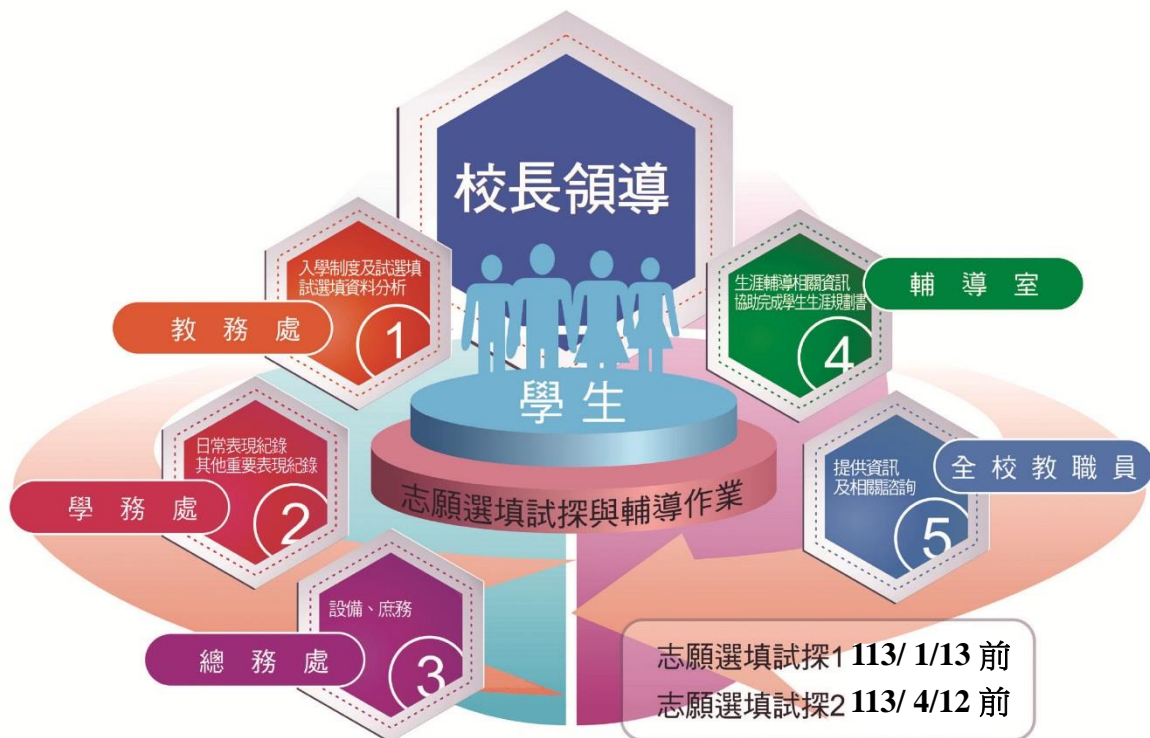 校長領導
入學制度及試選填
試選填資料分析
教務處
1
日常表現紀錄
其他重要表現紀錄
學務處
2
設備、庶務
總務處
3
生涯輔導相關資訊
協助完成學生生涯規劃書
輔導室
4
提供資訊
及相關諮詢
全校教職員
5
學生
志願選填試探與輔導作業
志願選填試探1 113/ 1/13 前
志願選填試探2 113/ 4/12 前